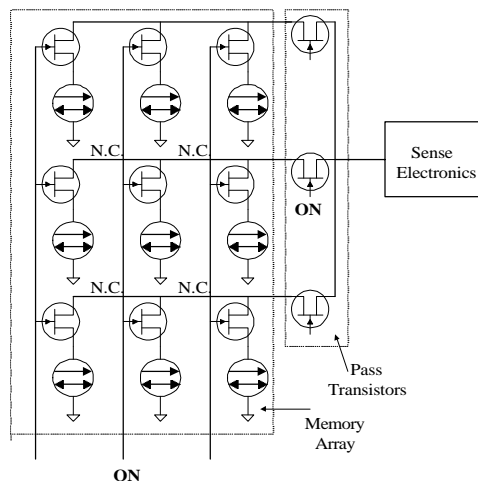 N.C.
N.C.
Sense
Electronics
ON
N.C.
N.C.
Pass
Transistors
Memory
Array
ON